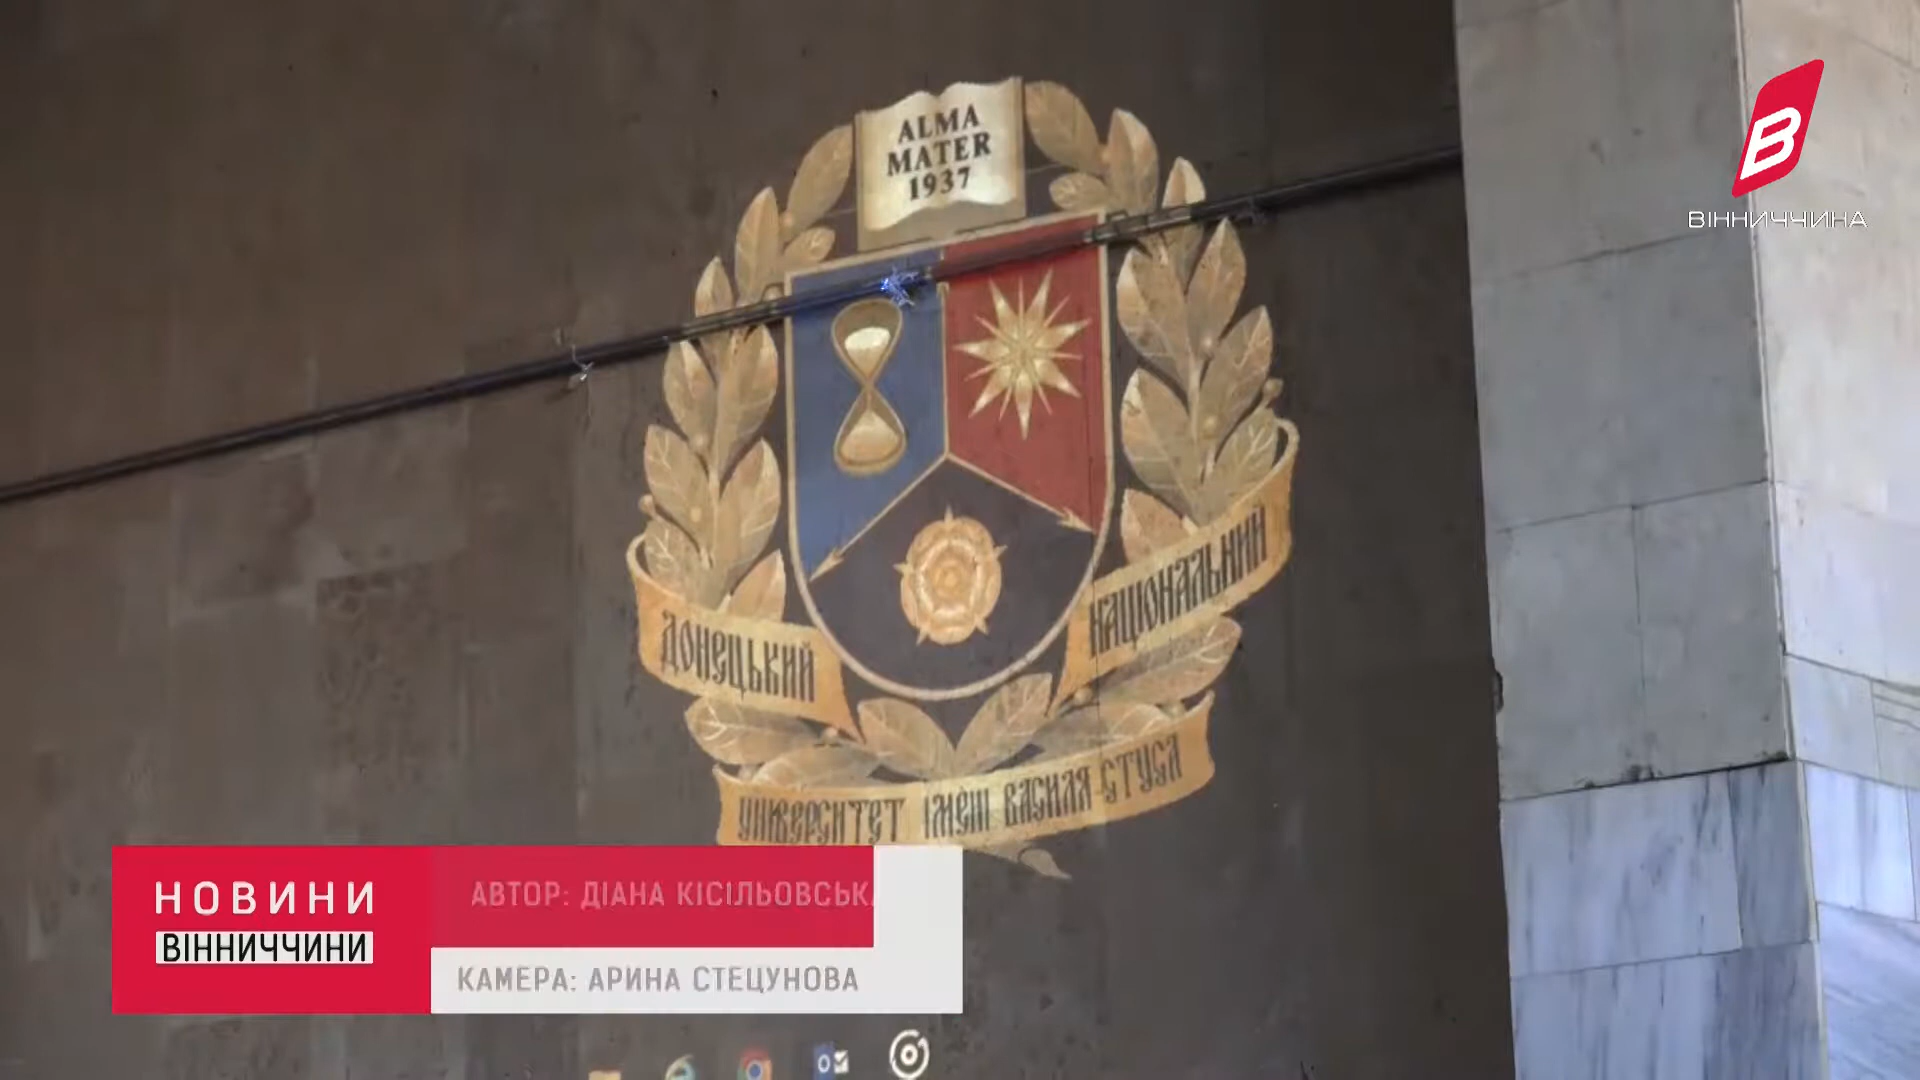 ALMA
MATER
1937
В
ВІННИЧЧИНА
ДОНЕЦЬКИЙ
НАЦІОНАЛЬНИЙ
УНІВЕРСИТЕТ ІМЕНІ ВАСИЛЯ СТУСА
НОВИНИ
ВІННИЧЧИНИ
АВТОР: ДІАНА КІСІЛЬОВСЬКА
КАМЕРА: АРИНА СТЕЦУНОВА